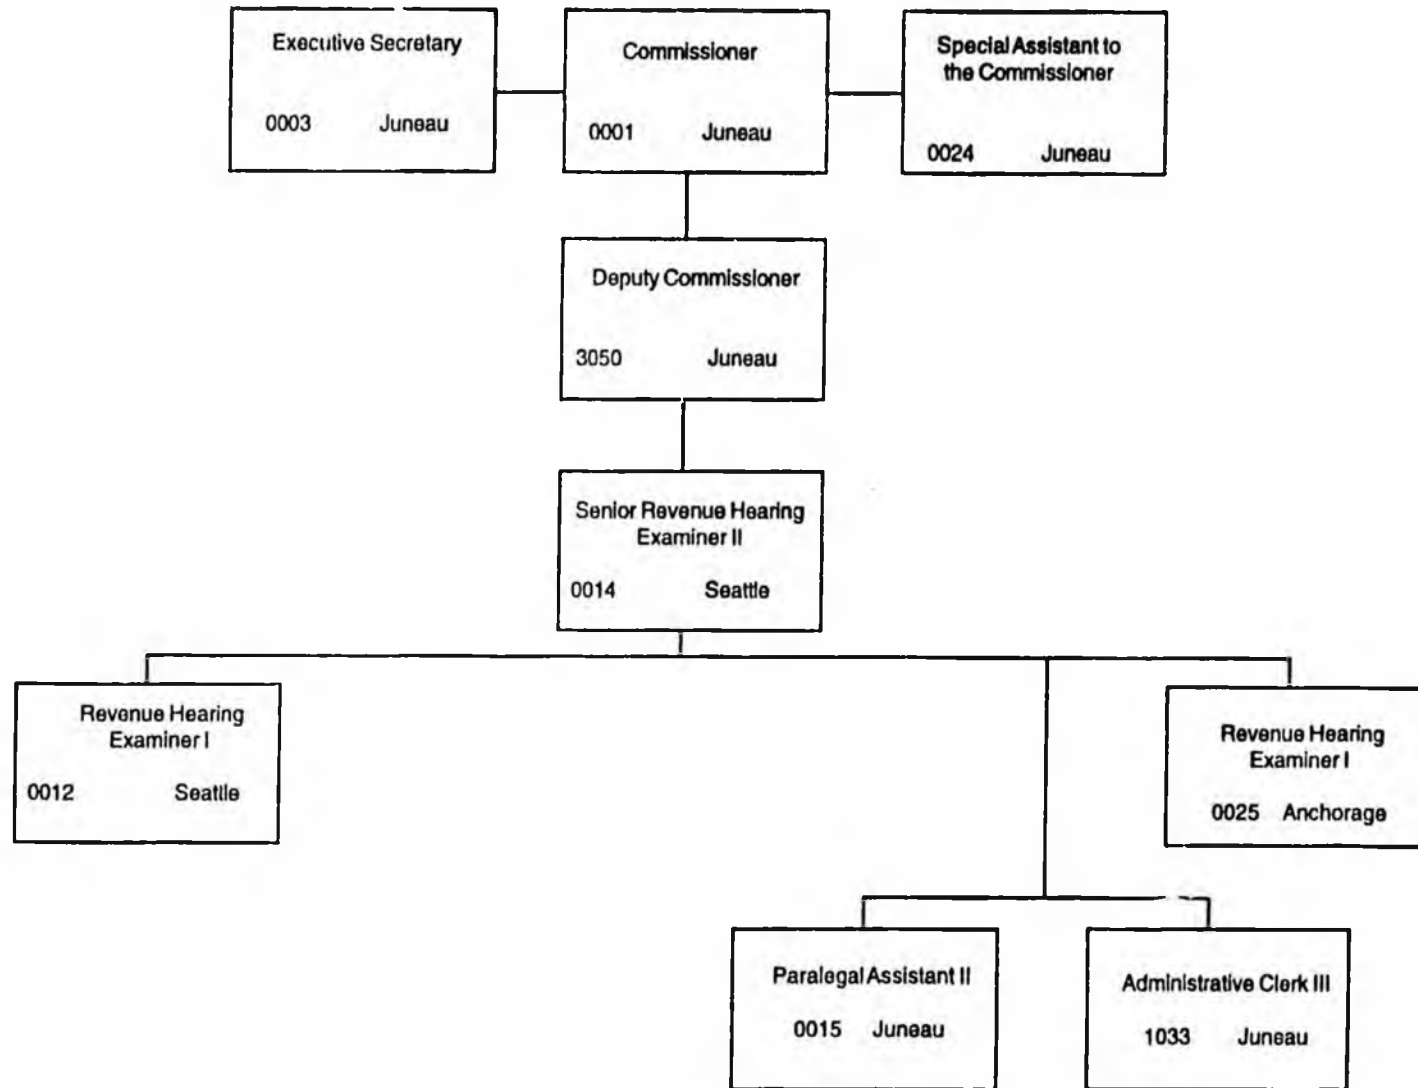 Executive Secretary
0003 Juneau
Commissioner
0001 Juneau
Special Assistant to
the Commissioner
0024 Juneau
Deputy Commissioner
3050 Juneau
Senior Revenue Hearing
Examiner II
0014 Seattle
Revenue Hearing
Examiner I
0012 Seattle
Revenue Hearing
Examiner I
0025 Anchorage
Paralegal Assistant II
0015 Juneau
Administrative Clerk III
1033 Juneau